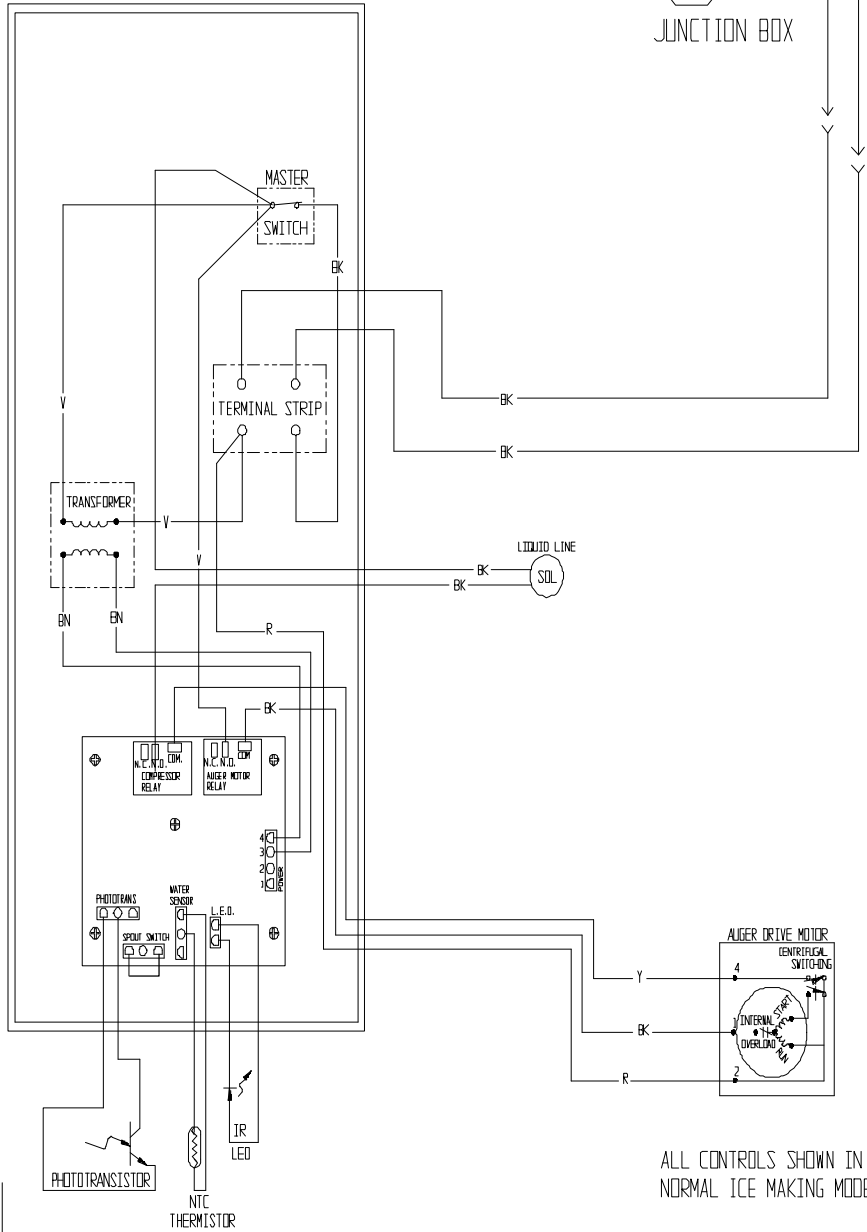 JUNCTION BOX
MASTER
SWITCH
BK
TERMINAL STRIP
BK
V
BK
TRANSFORMER
V
V
LIQUID LINE
BK
SOL
BK
BN
BN
R
BK
N.C. N.O. COM.
COMPRESSOR
RELAY
N.C. N.O. COM
AUGER MOTOR
RELAY
4
3
2
1
POWER
PHOTOTRANS
WATER
SENSOR
L.E.D.
SPOUT SWITCH
AUGER DRIVE MOTOR
CENTRIFUGAL
SWITCHING
4
Y
START
1
INTERNAL
OVERLOAD
BK
RUN
2
R
IR
LED
PHOTOTRANSISTOR
NTC
THERMISTOR
ALL CONTROLS SHOWN IN
NORMAL ICE MAKING MODE